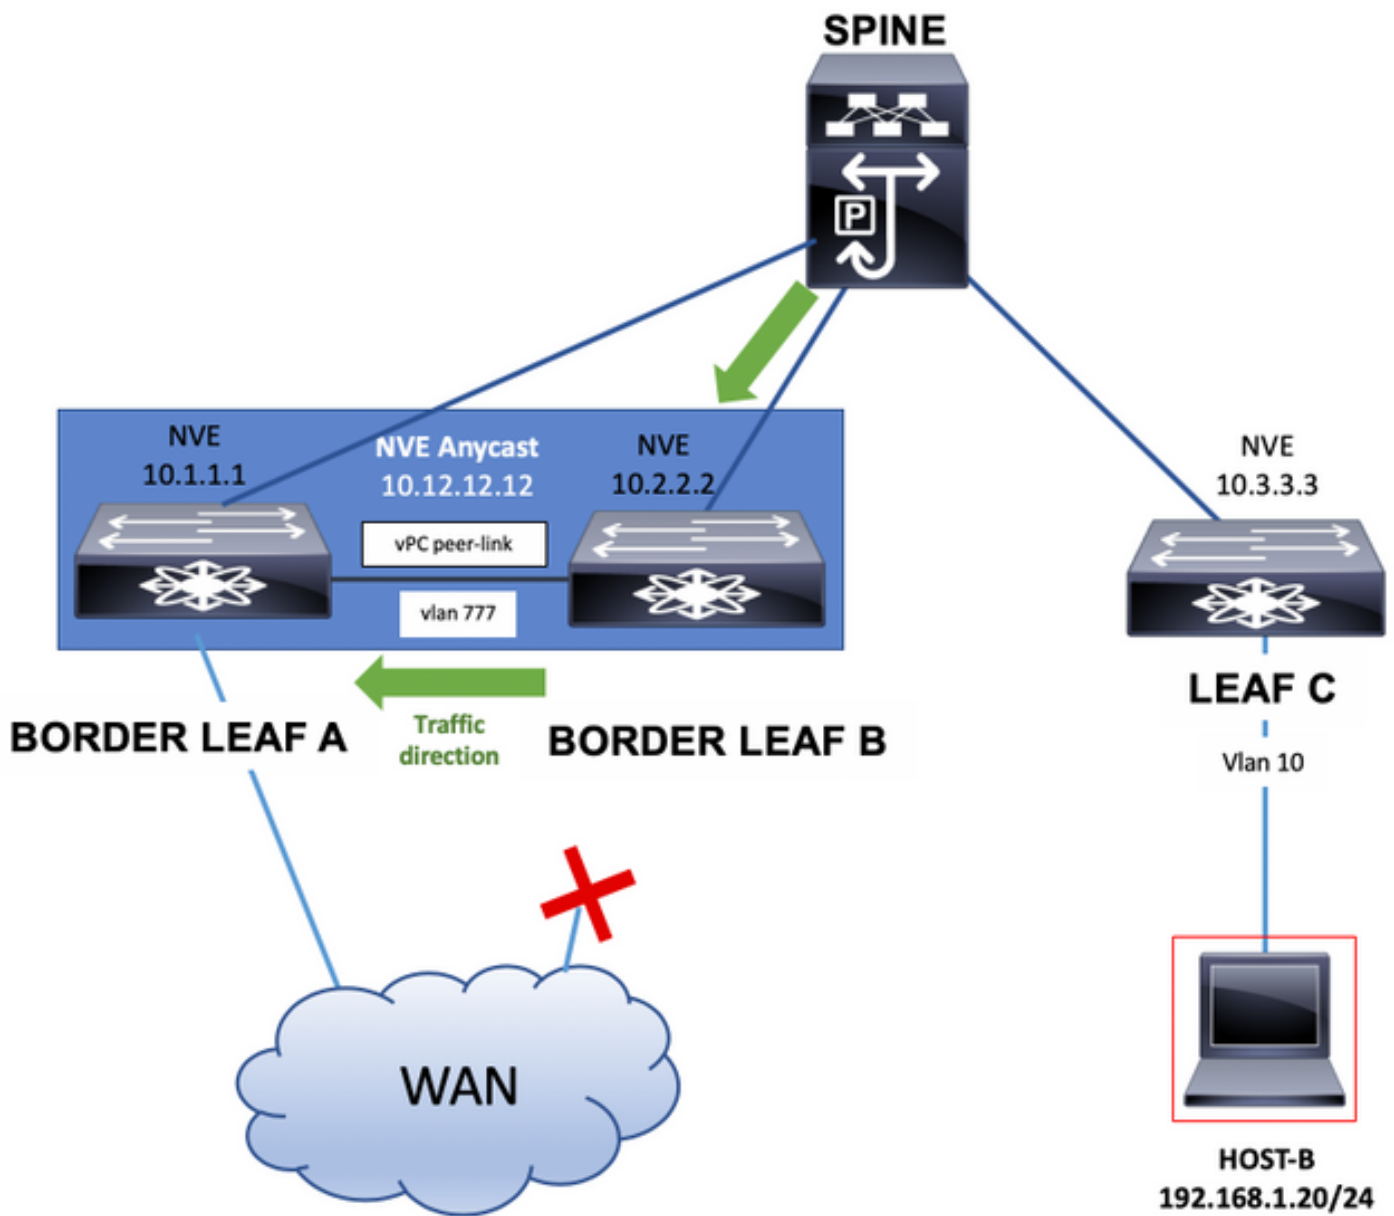 SPINE
P
NVE
10.1.1.1
NVE Anycast
10.12.12.12
NVE
10.2.2.2
vPC peer-link
vlan 777
NVE
10.3.3.3
BORDER LEAF A
Traffic
direction
BORDER LEAF B
LEAF C
Vlan 10
WAN
HOST-B
192.168.1.20/24